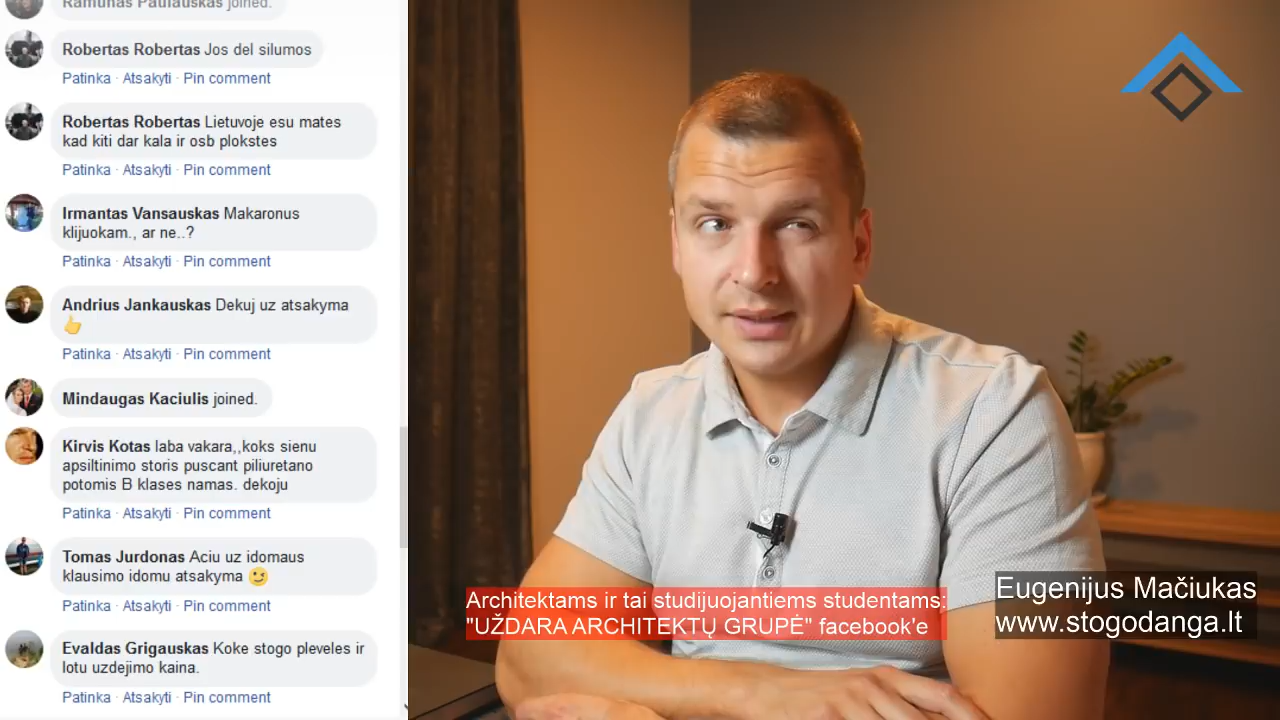 Ramunas Paulauskas joined.
Robertas Robertas Jos del silumos
Patinka · Atsakyti · Pin comment
Robertas Robertas Lietuvoje esu mates
kad kiti dar kala ir osb plokstes
Patinka · Atsakyti · Pin comment
Irmantas Vansauskas Makaronus
klijuokam., ar ne..?
Patinka · Atsakyti · Pin comment
Andrius Jankauskas Dekuj uz atsakyma
👍
Patinka · Atsakyti · Pin comment
Mindaugas Kaciulis joined.
Kirvis Kotas laba vakara,,koks sienu
apsiltinimo storis puscant piliuretano
potomis B klases namas. dekoju
Patinka · Atsakyti · Pin comment
Tomas Jurdonas Aciu uz idomaus
klausimo idomu atsakyma 😉
Patinka · Atsakyti · Pin comment
Evaldas Grigauskas Koke stogo pleveles ir
lotu uzdejimo kaina.
Patinka · Atsakyti · Pin comment
Architektams ir tai studijuojantiems studentams:
"UŽDARA ARCHITEKTŲ GRUPĖ" facebook'e
Eugenijus Mačiukas
www.stogodanga.lt